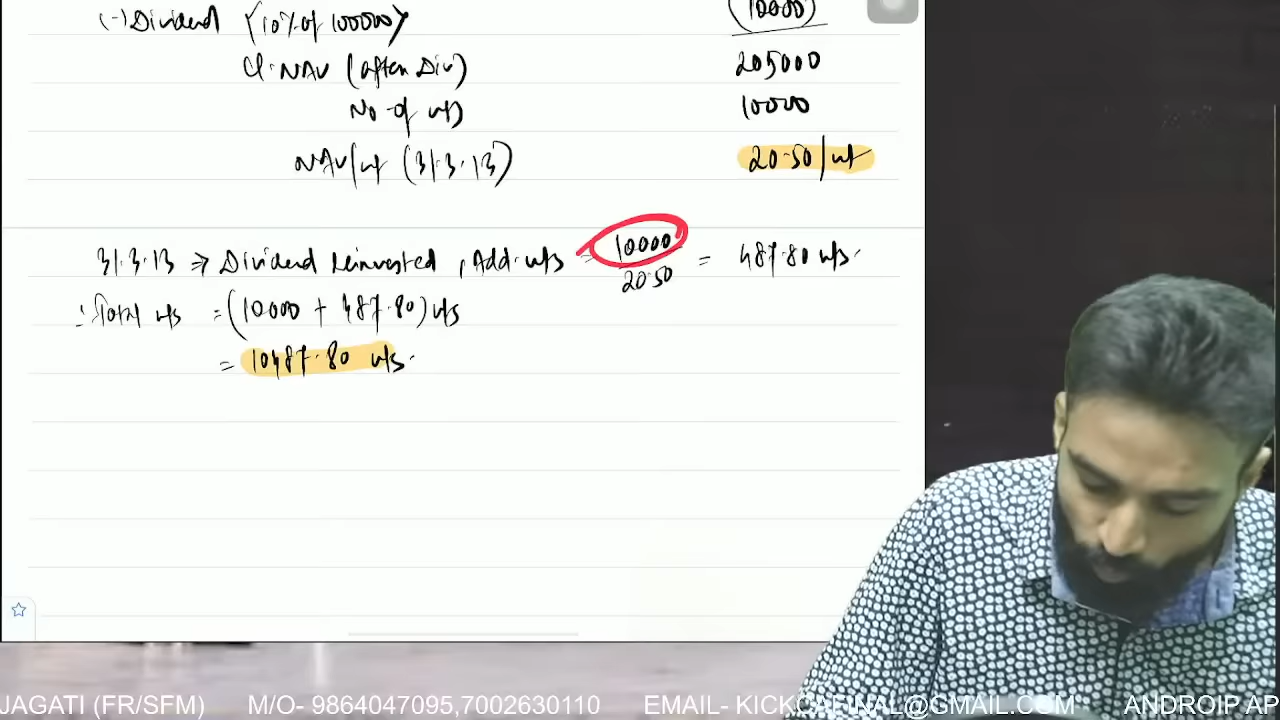 (-) Dividend {10% of 100000} (10000)
Cl. NAV (after Div) 205000
No of uts 10000
NAV/ut (31.3.13) 20.50/ut
31.3.13 ⇒ Dividend reinvested, Add. uts = 10000/20.50 = 487.80 uts.
∴ Total uts = (10000 + 487.80) uts
= 10487.80 uts.
JAGATI (FR/SFM) M/O- 9864047095,7002630110 EMAIL- KICKCAFINAL@GMAIL.COM ANDROIP AP